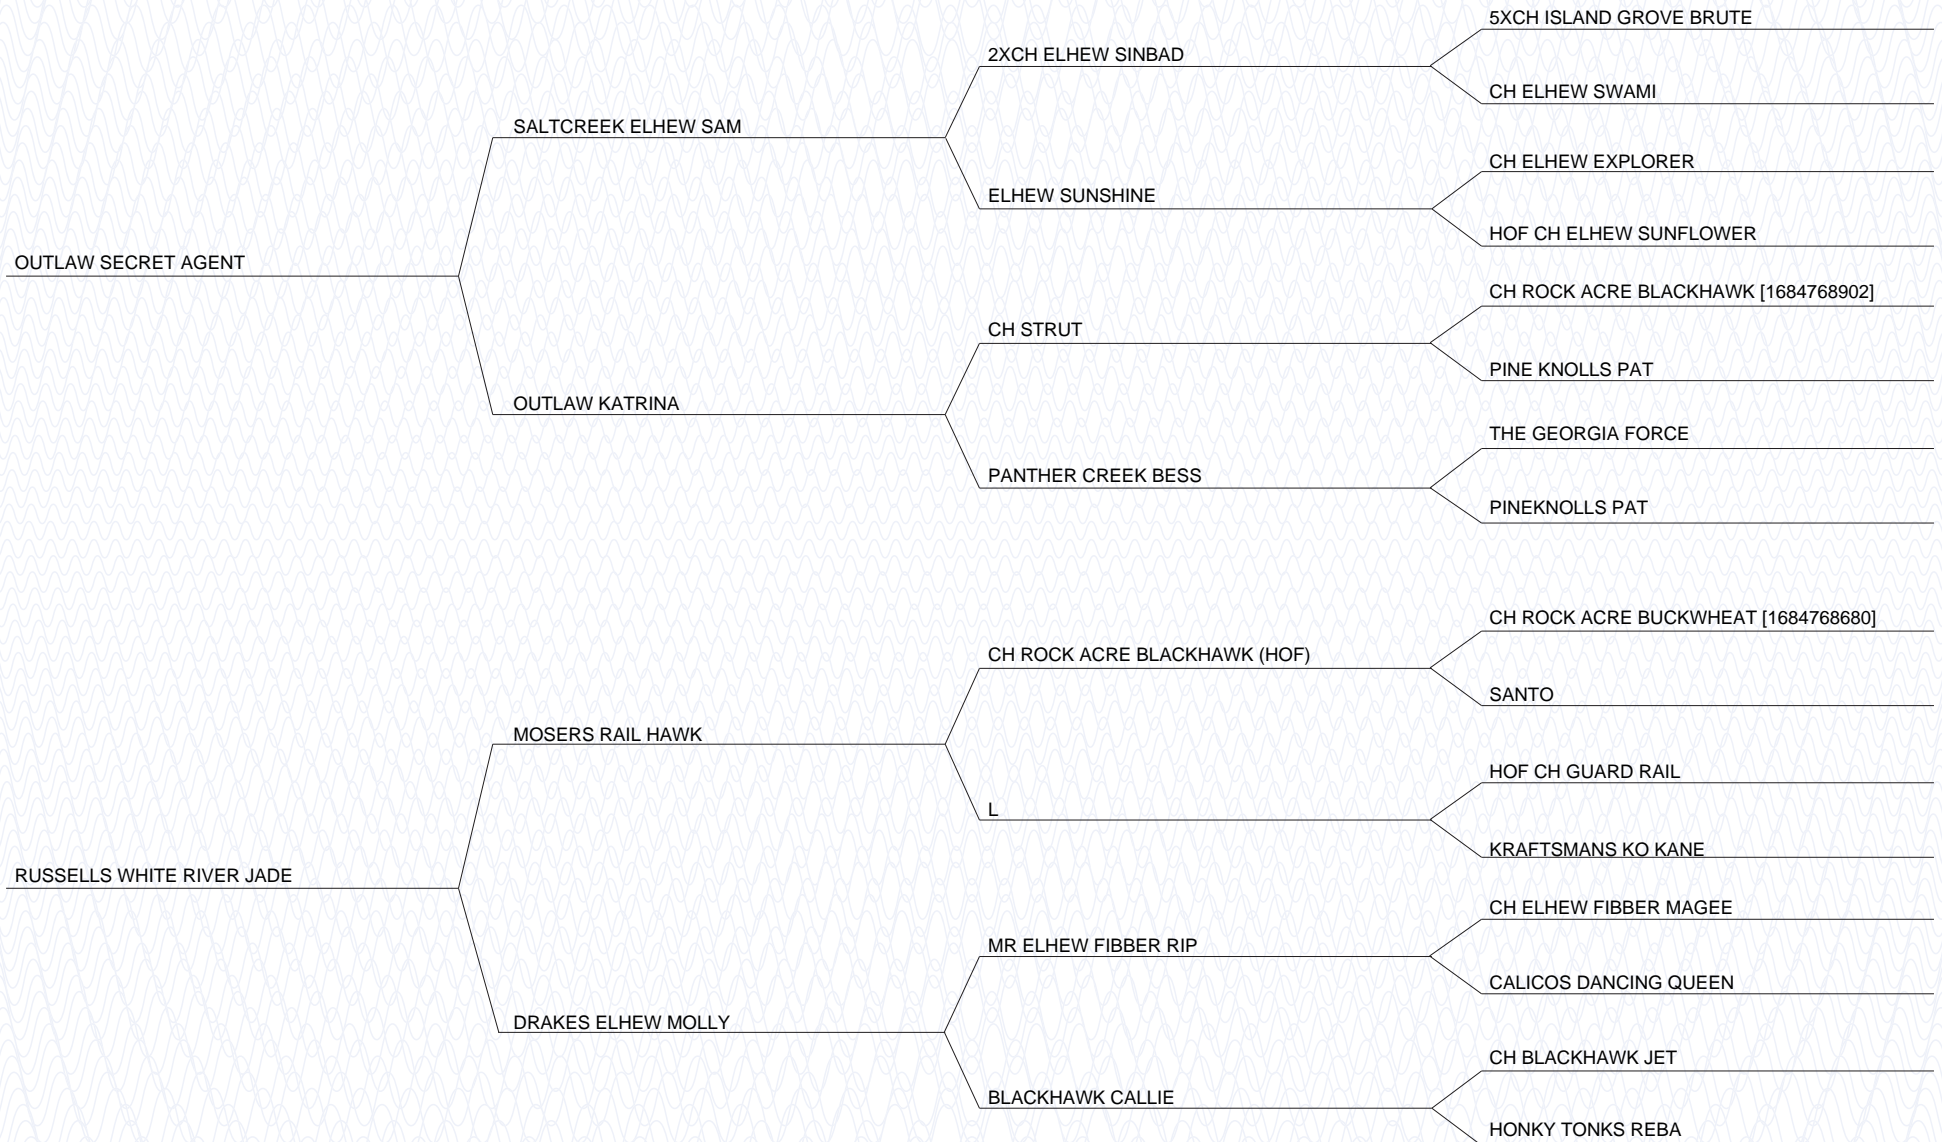 5XCH ISLAND GROVE BRUTE
2XCH ELHEW SINBAD
CH ELHEW SWAMI
SALTCREEK ELHEW SAM
CH ELHEW EXPLORER
ELHEW SUNSHINE
HOF CH ELHEW SUNFLOWER
OUTLAW SECRET AGENT
CH ROCK ACRE BLACKHAWK [1684768902]
CH STRUT
PINE KNOLLS PAT
OUTLAW KATRINA
THE GEORGIA FORCE
PANTHER CREEK BESS
PINEKNOLLS PAT
CH ROCK ACRE BUCKWHEAT [1684768680]
CH ROCK ACRE BLACKHAWK (HOF)
SANTO
MOSERS RAIL HAWK
HOF CH GUARD RAIL
L
KRAFTSMANS KO KANE
RUSSELLS WHITE RIVER JADE
CH ELHEW FIBBER MAGEE
MR ELHEW FIBBER RIP
CALICOS DANCING QUEEN
DRAKES ELHEW MOLLY
CH BLACKHAWK JET
BLACKHAWK CALLIE
HONKY TONKS REBA